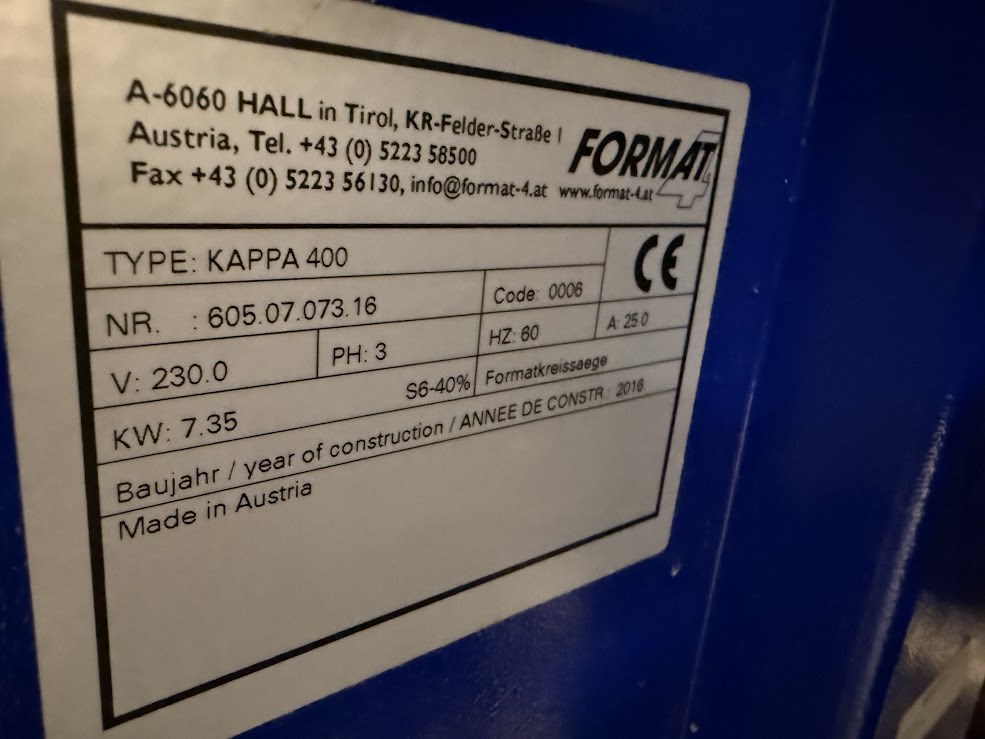 A-6060 HALL in Tirol, KR-Felder-Straße 1
Austria, Tel. +43 (0) 5223 58500
Fax +43 (0) 5223 56130, info@format-4.at www.format-4.at
FORMAT 4
TYPE: KAPPA 400
CE
NR. : 605.07.073.16
Code: 0006
V: 230.0
PH: 3
HZ: 60
A: 25.0
KW: 7.35
S6-40%
Formatkreissaege
Baujahr / year of construction / ANNEE DE CONSTR.: 2016
Made in Austria